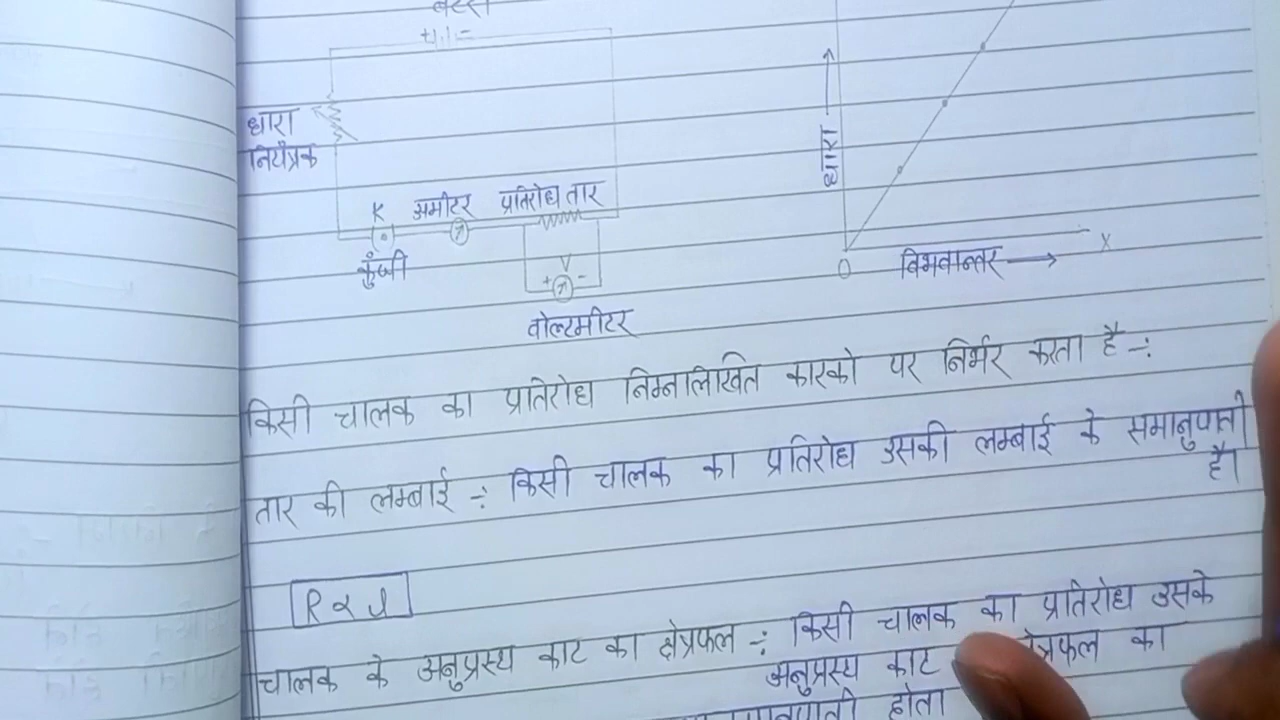 + -
धारा
नियंत्रक
K अमीटर प्रतिरोध तार
कुँजी
V
+ -
वोल्टमीटर
धारा
O
विभवान्तर
X
किसी चालक का प्रतिरोध निम्नलिखित कारको पर निर्भर करता है -:
तार की लम्बाई -: किसी चालक का प्रतिरोध उसकी लम्बाई के समानुपाती
है।
R ∝ l
चालक के अनुप्रस्थ काट का क्षेत्रफल -: किसी चालक का प्रतिरोध उसके
अनुप्रस्थ काट का
होता